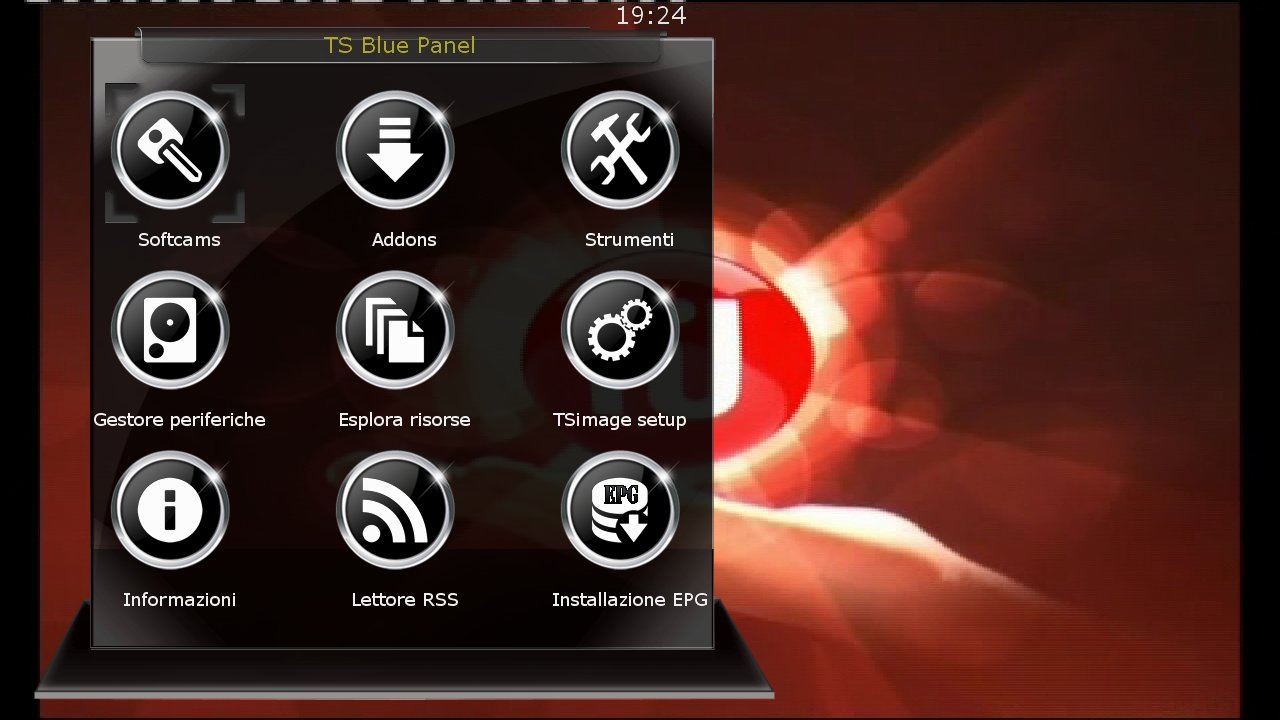 19:24
TS Blue Panel
Softcams Addons Strumenti
Gestore periferiche Esplora risorse TSimage setup
EPG
Informazioni Lettore RSS Installazione EPG